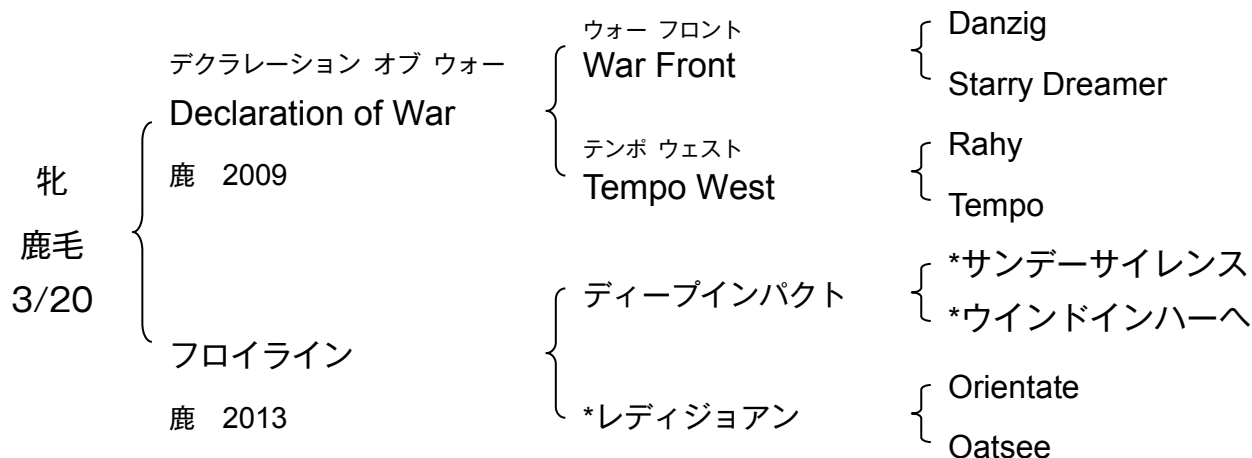 牝
鹿毛
3/20
デクラレーション オブ ウォー
Declaration of War
鹿 2009
フロイライン
鹿 2013
ウォー フロント
War Front
テンポ ウェスト
Tempo West
ディープインパクト
*レディジョアン
Danzig
Starry Dreamer
Rahy
Tempo
*サンデーサイレンス
*ウインドインハーヘ
Orientate
Oatsee